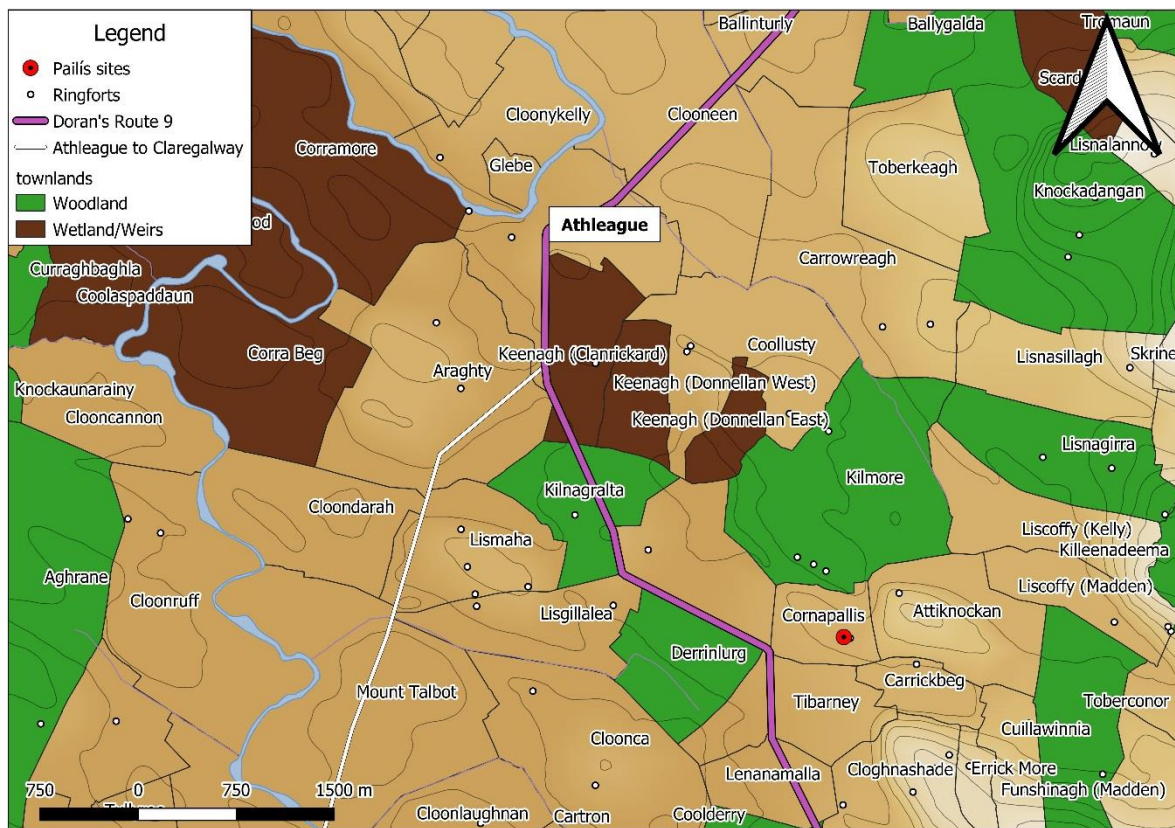 Legend
Pailís sites
Ringforts
Doran's Route 9
Athleague to Claregalway
townlands
Woodland
Wetland/Weirs
Ballinturly
Ballygalda
Tromaun
Cloonykelly
Clooneen
Corramore
Glebe
Toberkeagh
Knockadangan
Athleague
Curraghbaghla
Carrowreagh
Coolaspaddaun
Corra Beg
Keenagh (Clanrickard)
Coollusty
Lisnasillagh
Skrine
Araghty
Keenagh (Donnellan West)
Knockaunarainy
Clooncannon
Keenagh (Donnellan East)
Lisnagirra
Kilnagralta
Kilmore
Cloondarah
Lismaha
Liscoffy (Kelly)
Killeenadeema
Aghrane
Cloonruff
Lisgillalea
Cornapallis
Attiknockan
Liscoffy (Madden)
Derrinlurg
Mount Talbot
Carrickbeg
Tibarney
Toberconor
Cuillawinnia
Cloonca
Lenanamalla
Cloghnashade
Errick More
Funshinagh (Madden)
750 0 750 1500 m
Cloonlaughnan
Cartron
Coolderry